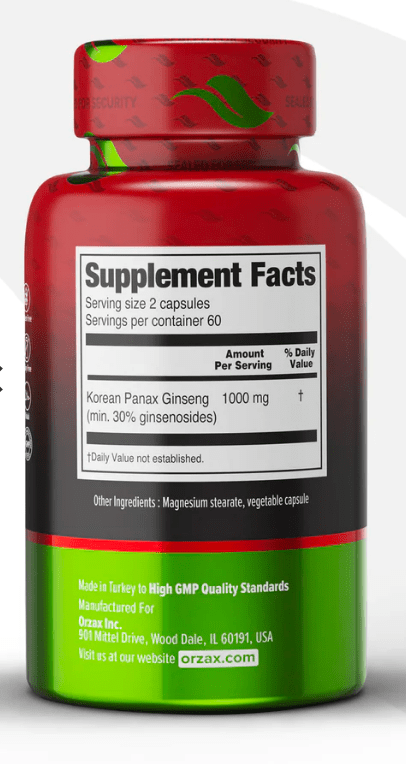 SECURITY
SEALED
Supplement Facts
Serving size 2 capsules
Servings per container 60
Amount Per Serving
% Daily Value
Korean Panax Ginseng 1000 mg †
(min. 30% ginsenosides)
†Daily Value not established.
Other Ingredients : Magnesium stearate, vegetable capsule
Made in Turkey to High GMP Quality Standards
Manufactured For
Orzax Inc.
901 Mittel Drive, Wood Dale, IL 60191, USA
Visit us at our website orzax.com